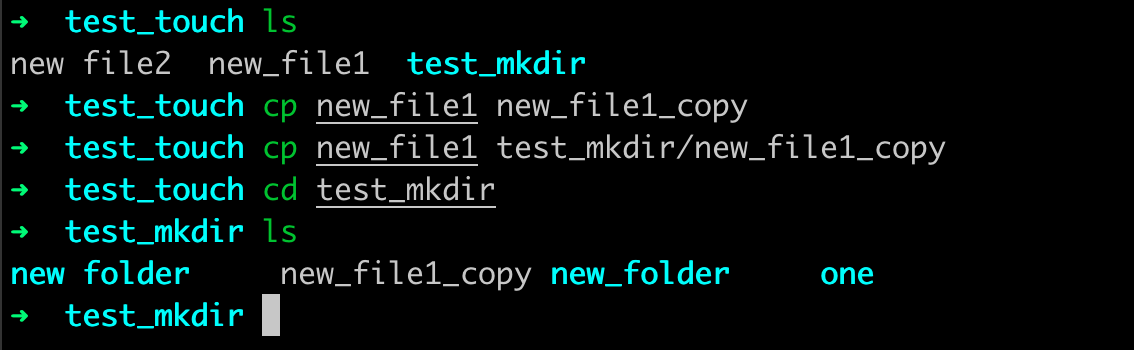 ➜  test_touch ls
new file2  new_file1  test_mkdir
➜  test_touch cp new_file1 new_file1_copy
➜  test_touch cp new_file1 test_mkdir/new_file1_copy
➜  test_touch cd test_mkdir
➜  test_mkdir ls
new folder     new_file1_copy new_folder     one
➜  test_mkdir